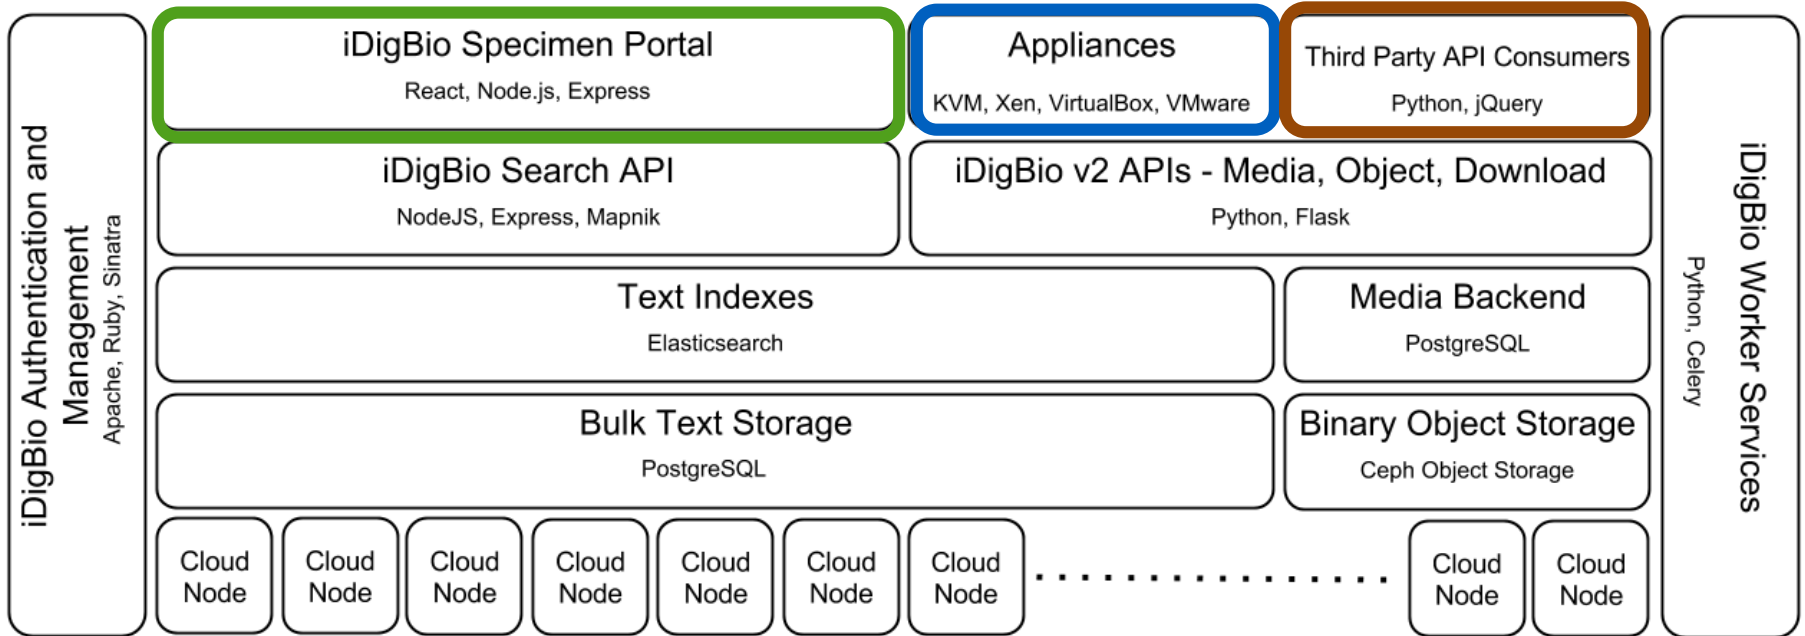 iDigBio Authentication and
Management
Apache, Ruby, Sinatra
iDigBio Specimen Portal
React, Node.js, Express
Appliances
KVM, Xen, VirtualBox, VMware
Third Party API Consumers
Python, jQuery
iDigBio Search API
NodeJS, Express, Mapnik
iDigBio v2 APIs - Media, Object, Download
Python, Flask
Text Indexes
Elasticsearch
Media Backend
PostgreSQL
Bulk Text Storage
PostgreSQL
Binary Object Storage
Ceph Object Storage
Cloud
Node
Cloud
Node
Cloud
Node
Cloud
Node
Cloud
Node
Cloud
Node
Cloud
Node
Cloud
Node
Cloud
Node
iDigBio Worker Services
Python, Celery